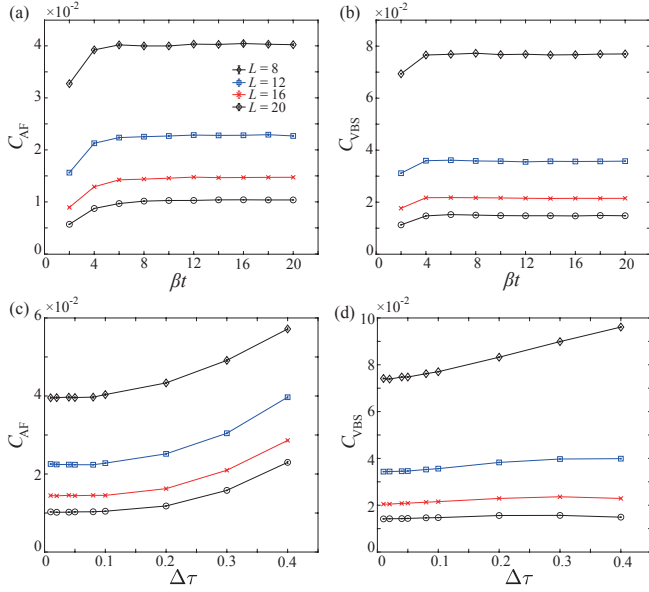 (a)
×10⁻²
C_AF
4
3
2
1
0
0 4 8 12 16 20
βt
L = 8
L = 12
L = 16
L = 20
(b)
×10⁻²
C_VBS
8
6
4
2
0
0 4 8 12 16 20
βt
(c)
×10⁻²
C_AF
6
4
2
0
0 0.1 0.2 0.3 0.4
Δτ
(d)
×10⁻²
C_VBS
10
8
6
4
2
0
0 0.1 0.2 0.3 0.4
Δτ